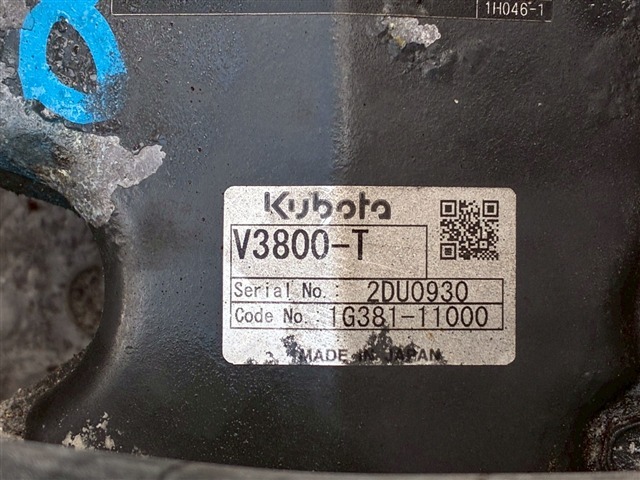 1H046-1
Kubota
V3800-T
Serial No.: 2DU0930
Code No.: 1G381-11000
MADE IN JAPAN